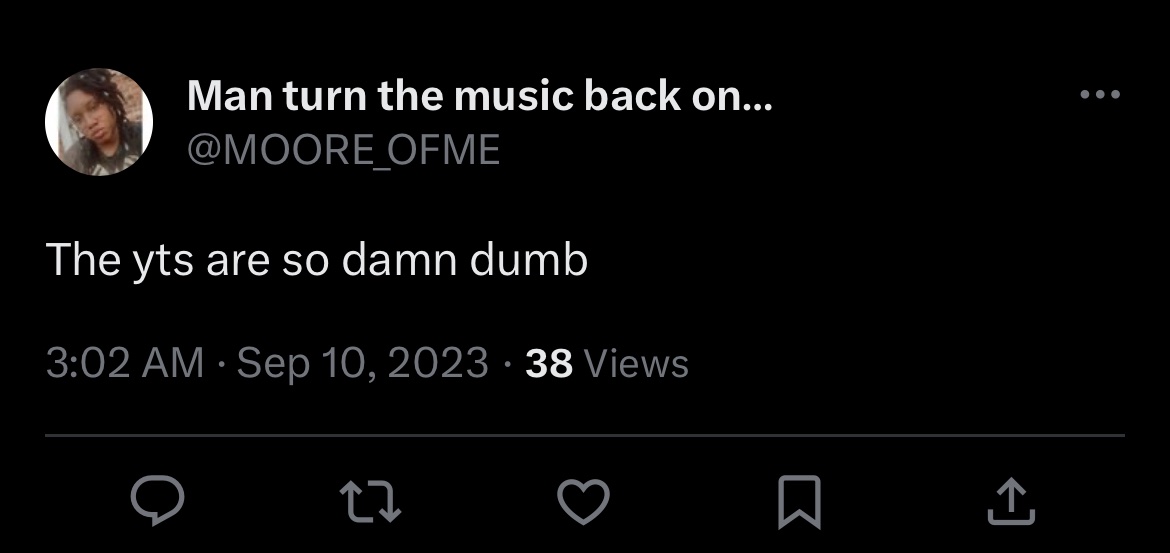 Man turn the music back on...
@MOORE_OFME
The yts are so damn dumb
3:02 AM · Sep 10, 2023 · 38 Views